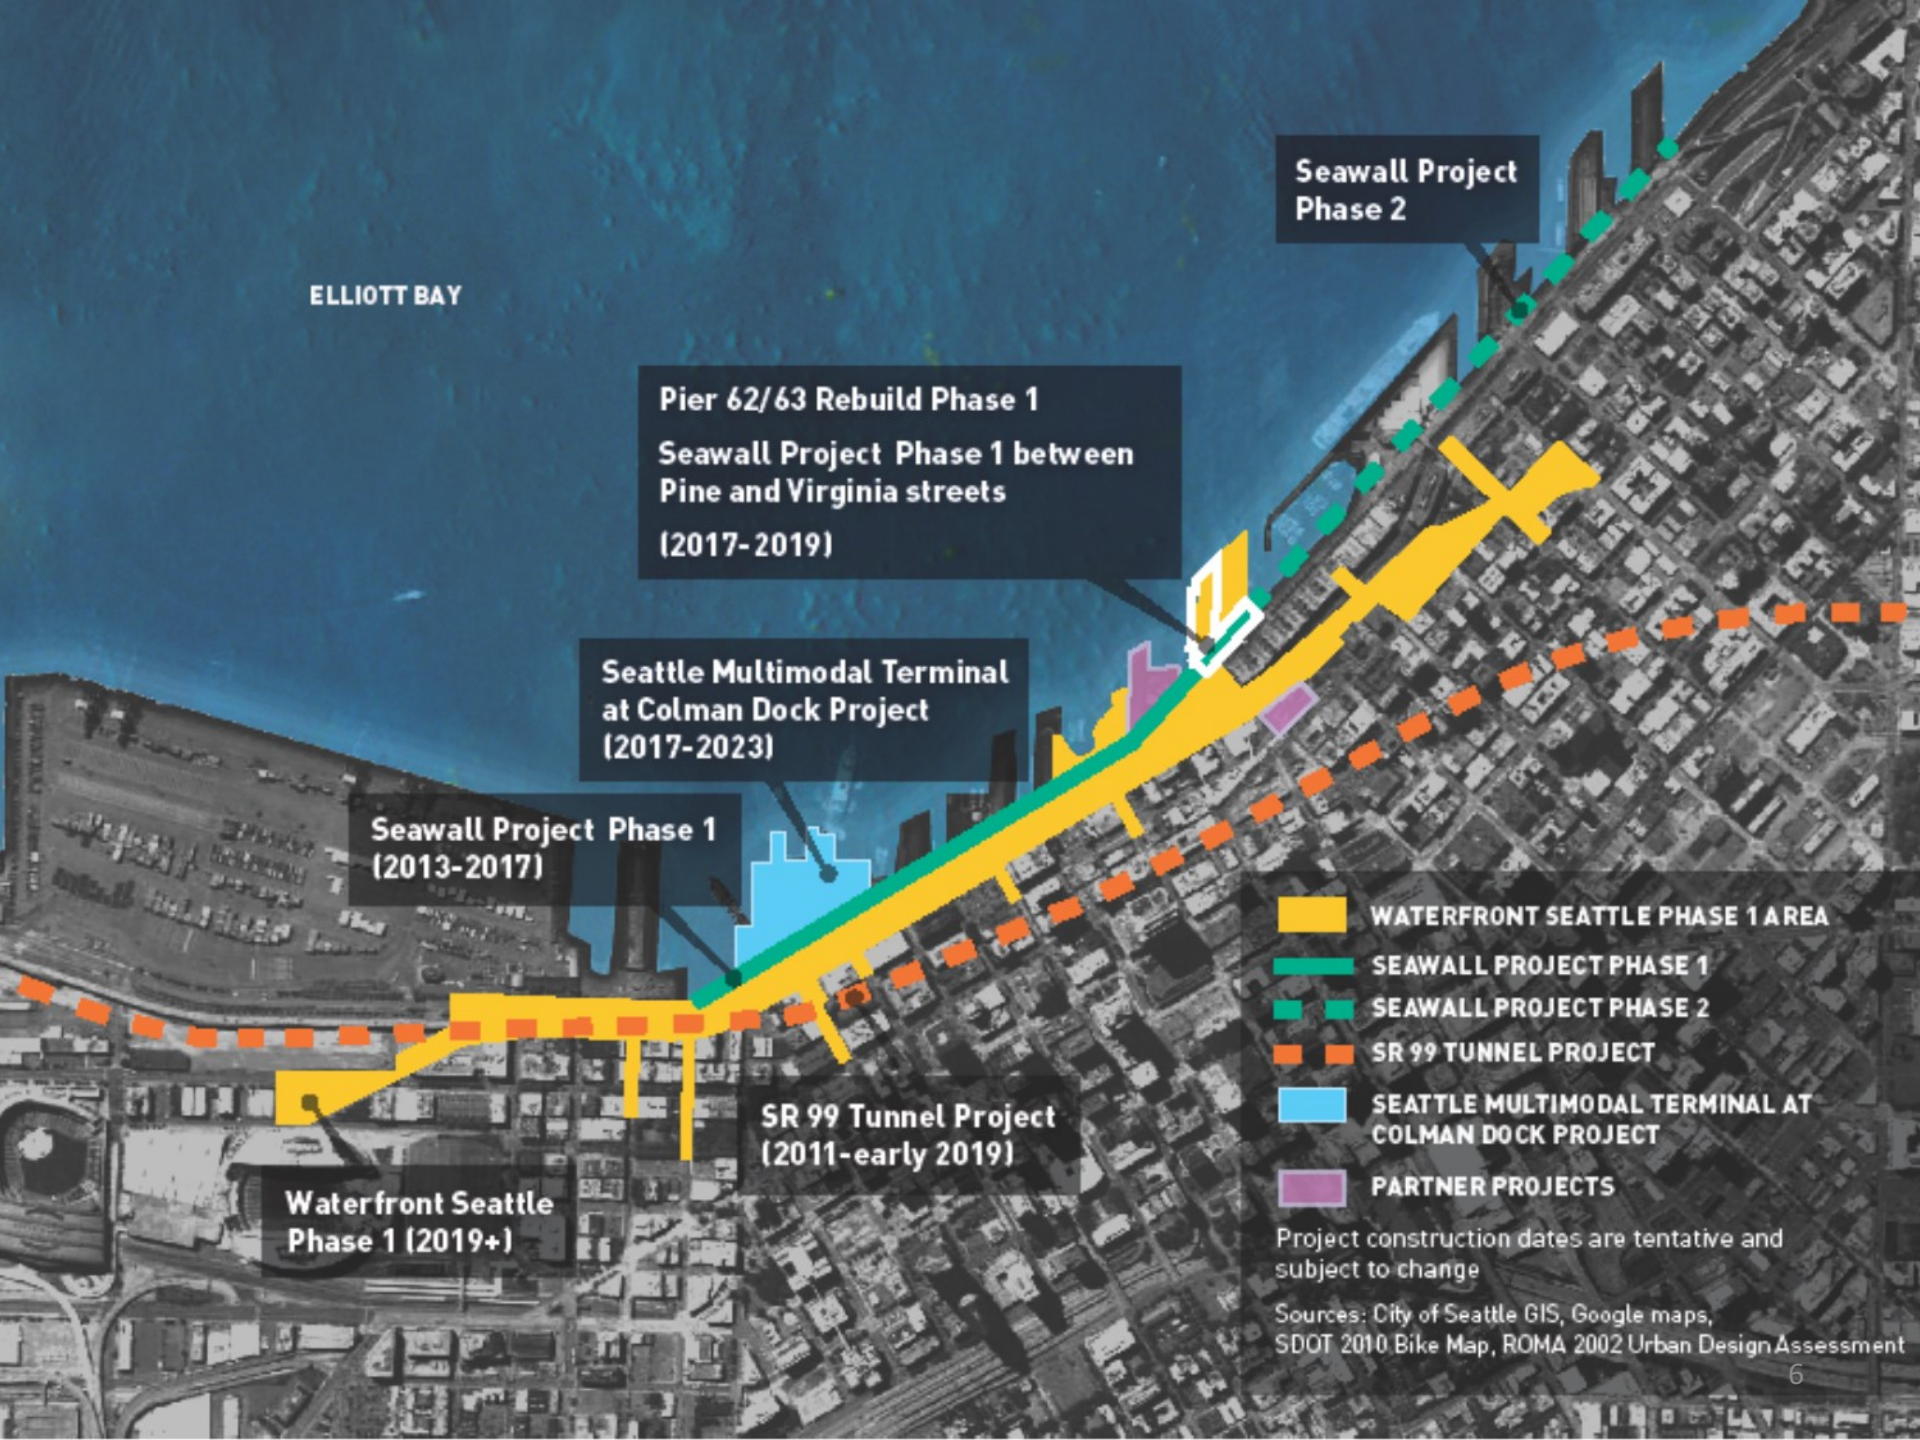 Seawall Project
Phase 2
ELLIOTT BAY
Pier 62/63 Rebuild Phase 1
Seawall Project Phase 1 between
Pine and Virginia streets
(2017-2019)
Seattle Multimodal Terminal
at Colman Dock Project
(2017-2023)
Seawall Project Phase 1
(2013-2017)
SR 99 Tunnel Project
(2011-early 2019)
Waterfront Seattle
Phase 1 (2019+)
WATERFRONT SEATTLE PHASE 1 AREA
SEAWALL PROJECT PHASE 1
SEAWALL PROJECT PHASE 2
SR 99 TUNNEL PROJECT
SEATTLE MULTIMODAL TERMINAL AT
COLMAN DOCK PROJECT
PARTNER PROJECTS
Project construction dates are tentative and
subject to change
Sources: City of Seattle GIS, Google maps,
SDOT 2010 Bike Map, ROMA 2002 Urban Design Assessment
6